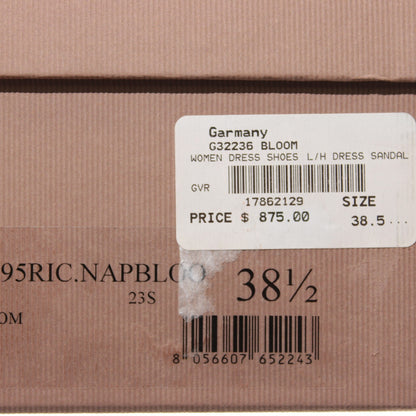 Garmany
G32236 BLOOM
WOMEN DRESS SHOES L/H DRESS SANDAL
GVR
17862129 SIZE
PRICE $ 875.00 38.5 ...
95RIC.NAPBLOO 38½
23S
OM
8 056607 652243